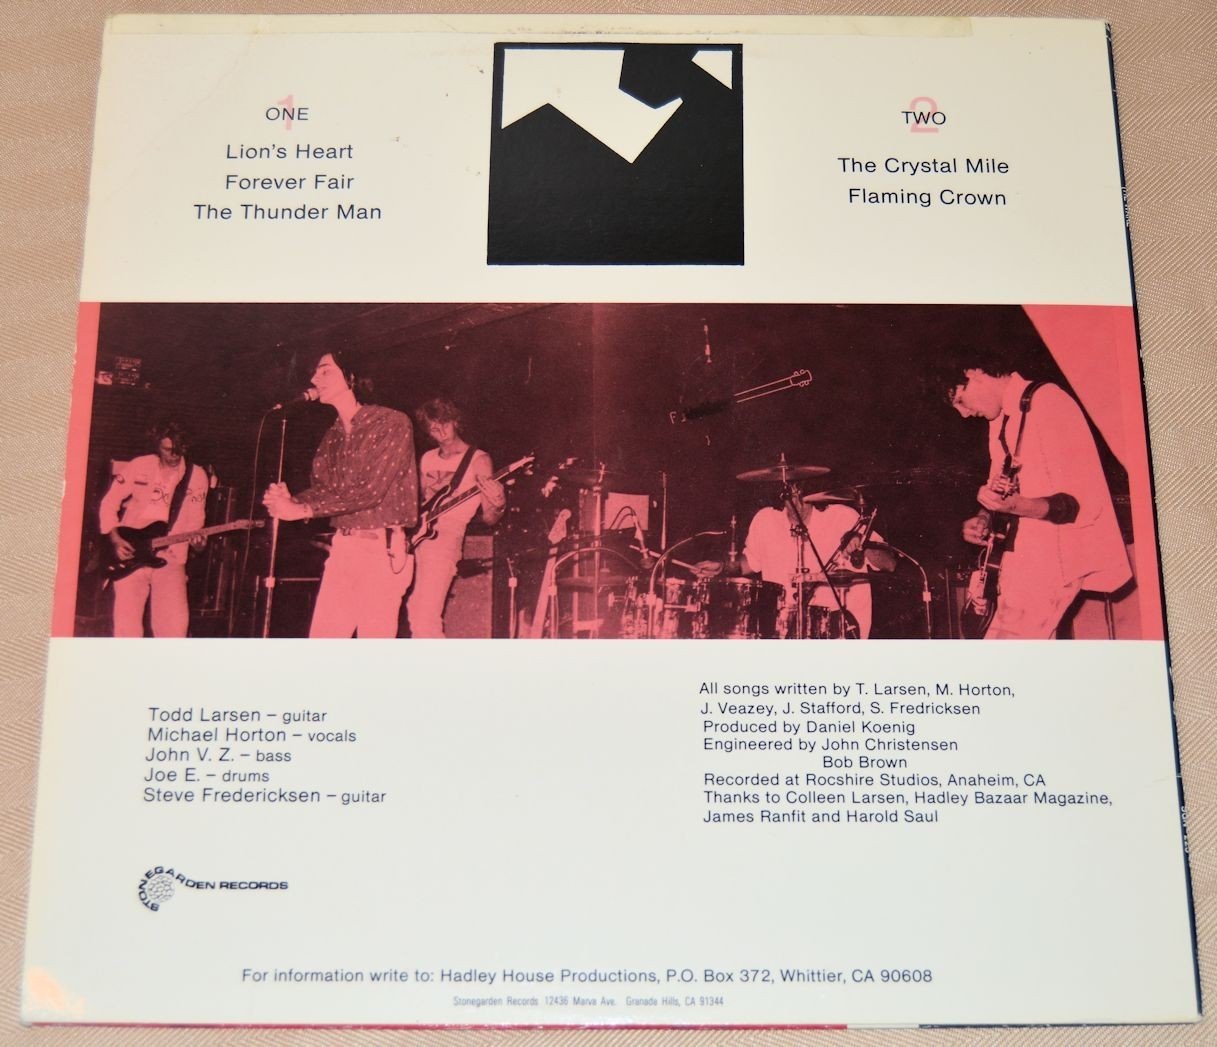 1
ONE
Lion's Heart
Forever Fair
The Thunder Man
2
TWO
The Crystal Mile
Flaming Crown
Todd Larsen – guitar
Michael Horton – vocals
John V. Z. – bass
Joe E. – drums
Steve Fredericksen – guitar
All songs written by T. Larsen, M. Horton,
J. Veazey, J. Stafford, S. Fredricksen
Produced by Daniel Koenig
Engineered by John Christensen
Bob Brown
Recorded at Rocshire Studios, Anaheim, CA
Thanks to Colleen Larsen, Hadley Bazaar Magazine,
James Ranfit and Harold Saul
STONEGARDEN RECORDS
For information write to: Hadley House Productions, P.O. Box 372, Whittier, CA 90608
Stonegarden Records 12436 Marva Ave. Granade Hills, CA 91344